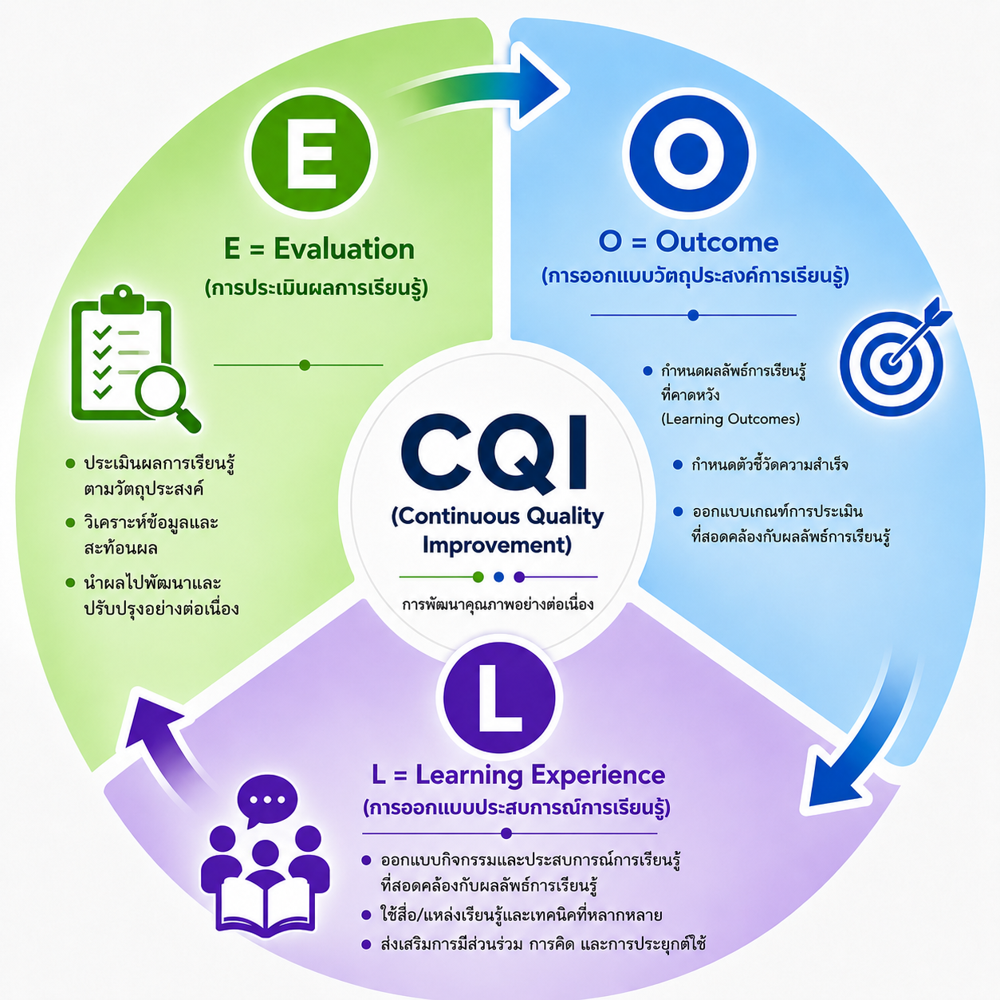 E
E = Evaluation
(การประเมินผลการเรียนรู้)
ประเมินผลการเรียนรู้
ตามวัตถุประสงค์
วิเคราะห์ข้อมูลและ
สะท้อนผล
นำผลไปพัฒนาและ
ปรับปรุงอย่างต่อเนื่อง
O
O = Outcome
(การออกแบบวัตถุประสงค์การเรียนรู้)
กำหนดผลลัพธ์การเรียนรู้
ที่คาดหวัง
(Learning Outcomes)
กำหนดตัวชี้วัดความสำเร็จ
ออกแบบเกณฑ์การประเมิน
ที่สอดคล้องกับผลลัพธ์การเรียนรู้
CQI
(Continuous Quality
Improvement)
การพัฒนาคุณภาพอย่างต่อเนื่อง
L
L = Learning Experience
(การออกแบบประสบการณ์การเรียนรู้)
ออกแบบกิจกรรมและประสบการณ์การเรียนรู้
ที่สอดคล้องกับผลลัพธ์การเรียนรู้
ใช้สื่อ/แหล่งเรียนรู้และเทคนิคที่หลากหลาย
ส่งเสริมการมีส่วนร่วม การคิด และการประยุกต์ใช้